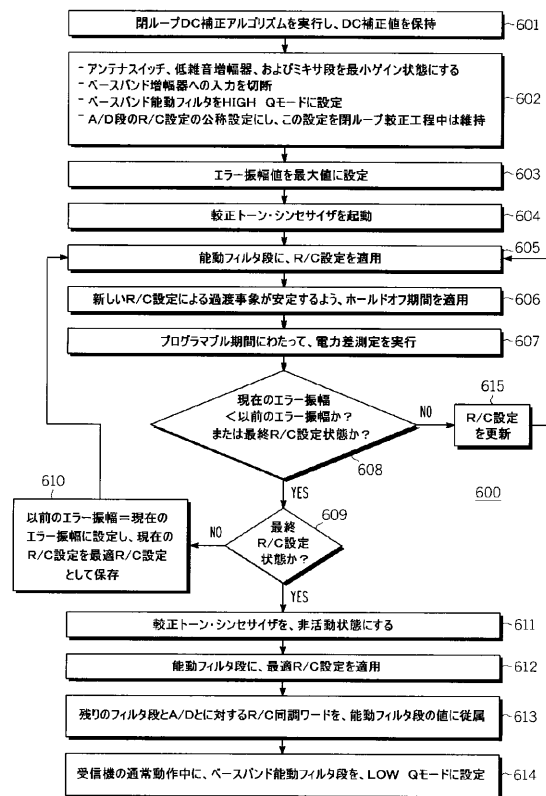 閉ループDC補正アルゴリズムを実行し、DC補正値を保持
601
- アンテナスイッチ、低雑音増幅器、およびミキサ段を最小ゲイン状態にする
- ベースバンド増幅器への入力を切断
- ベースバンド能動フィルタをHIGH Qモードに設定
- A/D段のR/C設定の公称設定にし、この設定を閉ループ較正工程中は維持
602
エラー振幅値を最大値に設定
603
較正トーン・シンセサイザを起動
604
能動フィルタ段に、R/C設定を適用
605
新しいR/C設定による過渡事象が安定するよう、ホールドオフ期間を適用
606
プログラマブル期間にわたって、電力差測定を実行
607
現在のエラー振幅
<以前のエラー振幅か?
または最終R/C設定状態か?
608
NO
615
R/C設定
を更新
YES
600
610
以前のエラー振幅=現在の
エラー振幅に設定し、現在の
R/C設定を最適R/C設定
として保存
NO
609
最終
R/C設定
状態か?
YES
較正トーン・シンセサイザを、非活動状態にする
611
能動フィルタ段に、最適R/C設定を適用
612
残りのフィルタ段とA/Dとに対するR/C同調ワードを、能動フィルタ段の値に従属
613
受信機の通常動作中に、ベースバンド能動フィルタ段を、LOW Qモードに設定
614